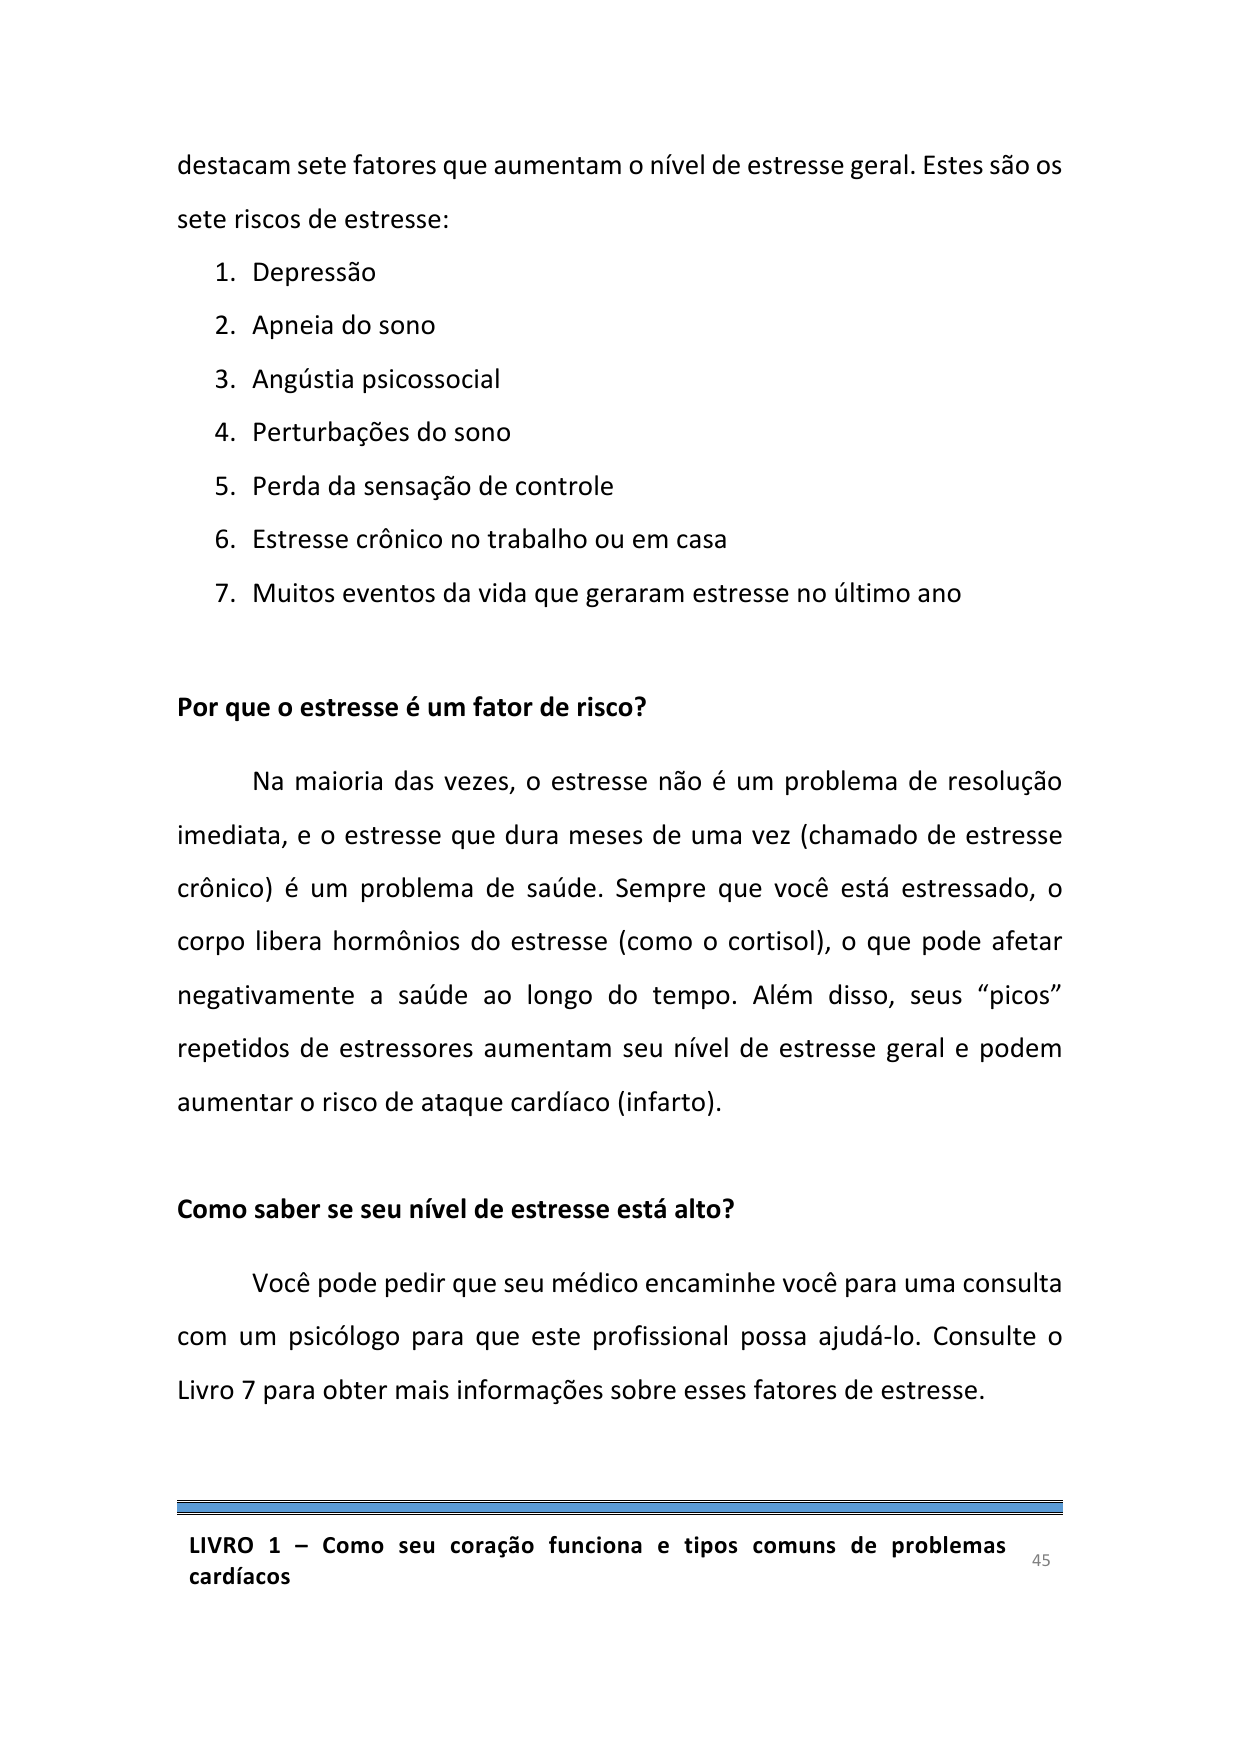 destacam sete fatores que aumentam o nível de estresse geral. Estes são os
sete riscos de estresse:
1. Depressão
2. Apneia do sono
3. Angústia psicossocial
4. Perturbações do sono
5. Perda da sensação de controle
6. Estresse crônico no trabalho ou em casa
7. Muitos eventos da vida que geraram estresse no último ano
Por que o estresse é um fator de risco?
Na maioria das vezes, o estresse não é um problema de resolução
imediata, e o estresse que dura meses de uma vez (chamado de estresse
crônico) é um problema de saúde. Sempre que você está estressado, o
corpo libera hormônios do estresse (como o cortisol), o que pode afetar
negativamente a saúde ao longo do tempo. Além disso, seus “picos”
repetidos de estressores aumentam seu nível de estresse geral e podem
aumentar o risco de ataque cardíaco (infarto).
Como saber se seu nível de estresse está alto?
Você pode pedir que seu médico encaminhe você para uma consulta
com um psicólogo para que este profissional possa ajudá-lo. Consulte o
Livro 7 para obter mais informações sobre esses fatores de estresse.
LIVRO 1 – Como seu coração funciona e tipos comuns de problemas
cardíacos
45